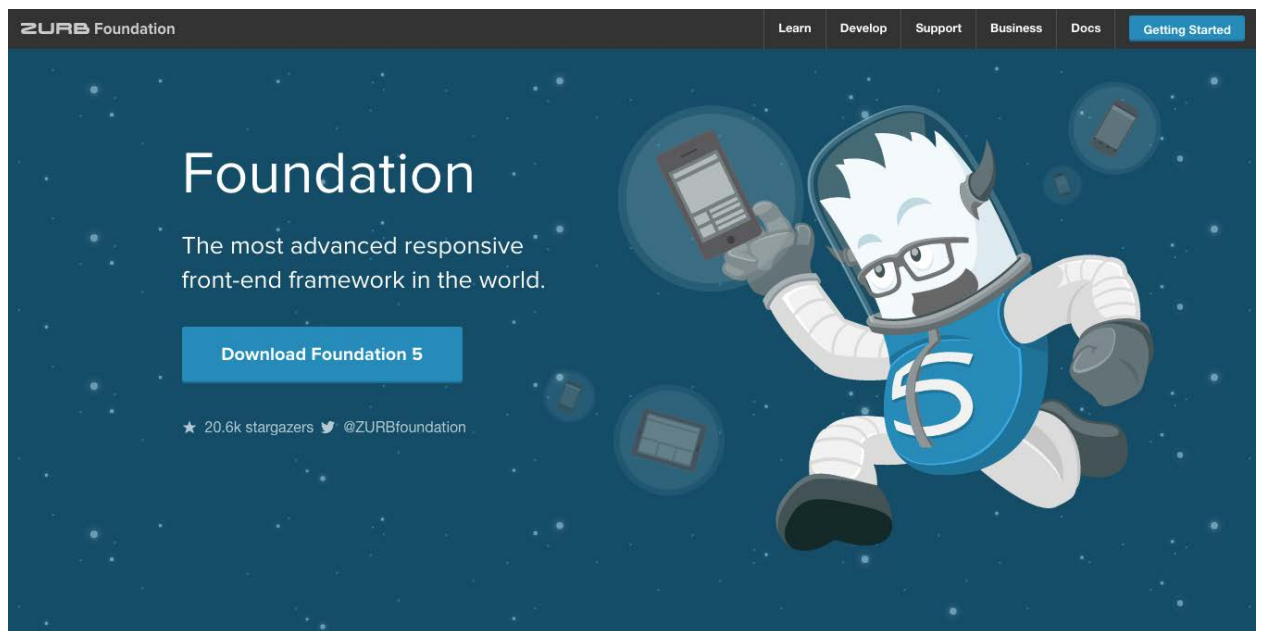 ZURB Foundation
Learn Develop Support Business Docs Getting Started
Foundation
The most advanced responsive
front-end framework in the world.
Download Foundation 5
20.6k stargazers @ZURBfoundation
5